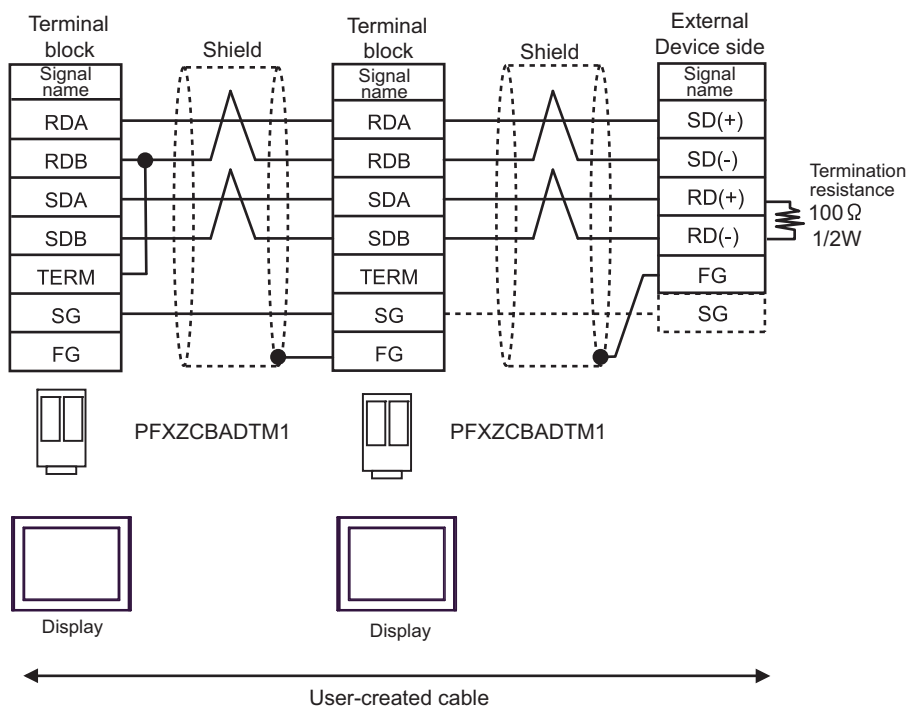 Terminal
block
Shield
Terminal
block
Shield
External
Device side
Signal
name
RDA
RDB
SDA
SDB
TERM
SG
FG
Signal
name
RDA
RDB
SDA
SDB
TERM
SG
FG
Signal
name
SD(+)
SD(-)
RD(+)
RD(-)
FG
SG
Termination
resistance
100 Ω
1/2W
PFXZCBADTM1
PFXZCBADTM1
Display
Display
User-created cable